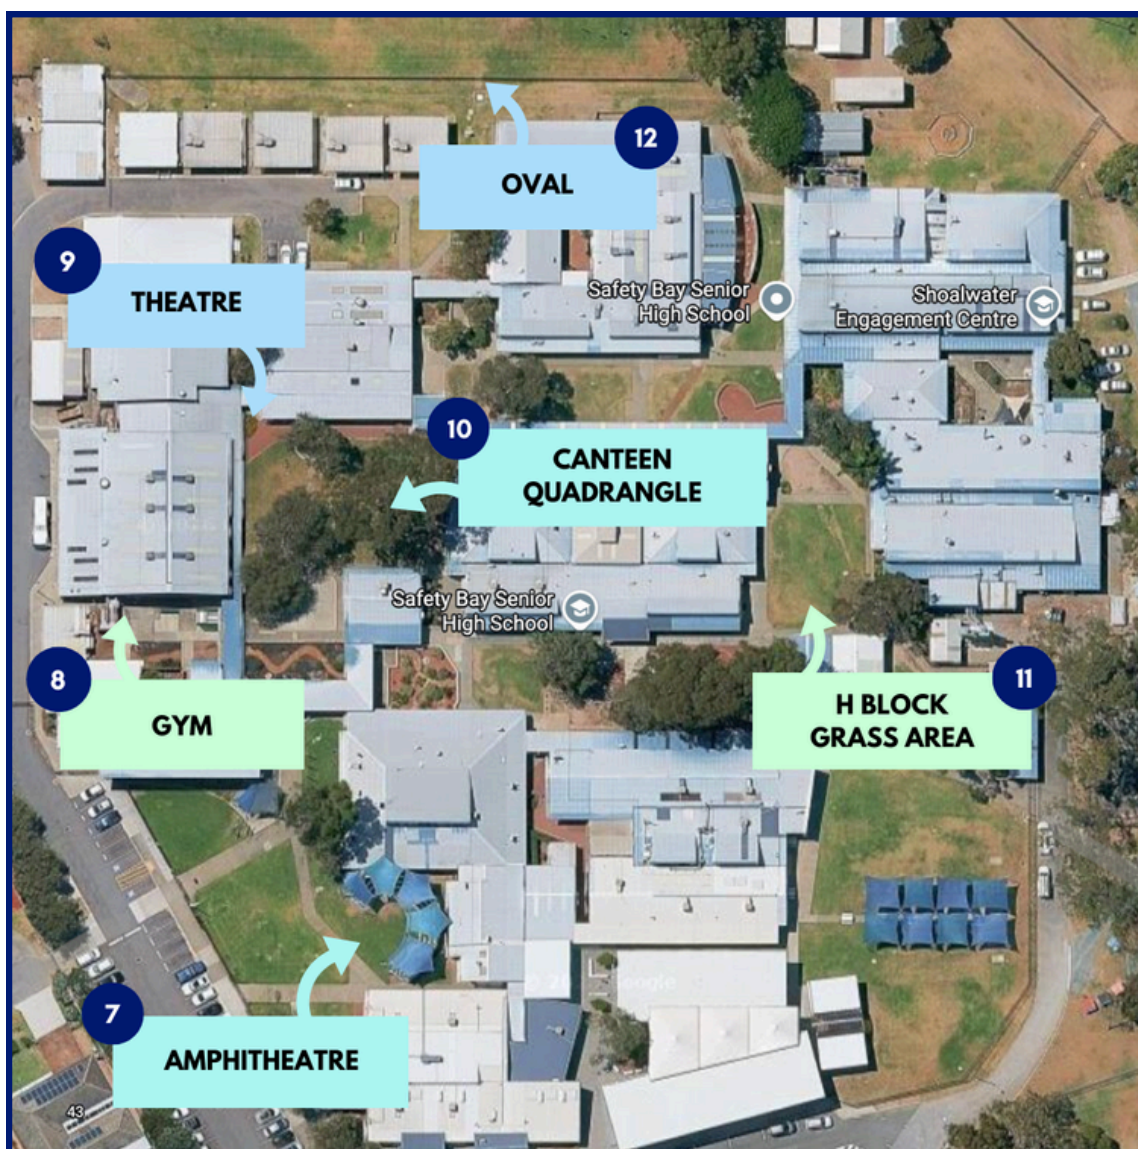 12
OVAL
9
THEATRE
Safety Bay Senior
High School
Shoalwater
Engagement Centre
10
CANTEEN
QUADRANGLE
Safety Bay Senior
High School
8
GYM
11
H BLOCK
GRASS AREA
7
AMPHITHEATRE
43